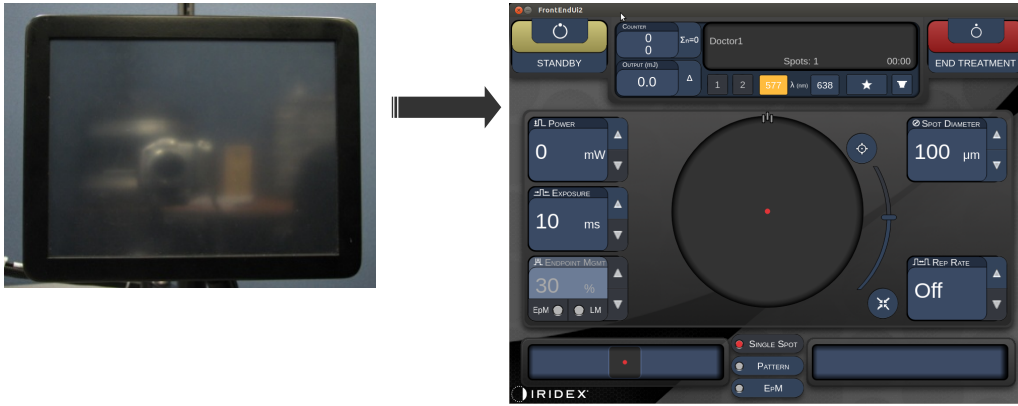 FrontEndUi2
STANDBY
COUNTER
0
0
Σn=0
OUTPUT (mJ)
0.0
Δ
Doctor1
Spots: 1 00:00
1 2 577 λ (nm) 638
END TREATMENT
POWER
0 mW
EXPOSURE
10 ms
ENDPOINT MGMT
30 %
EpM LM
SPOT DIAMETER
100 μm
REP RATE
Off
SINGLE SPOT
PATTERN
EPM
IRIDEX